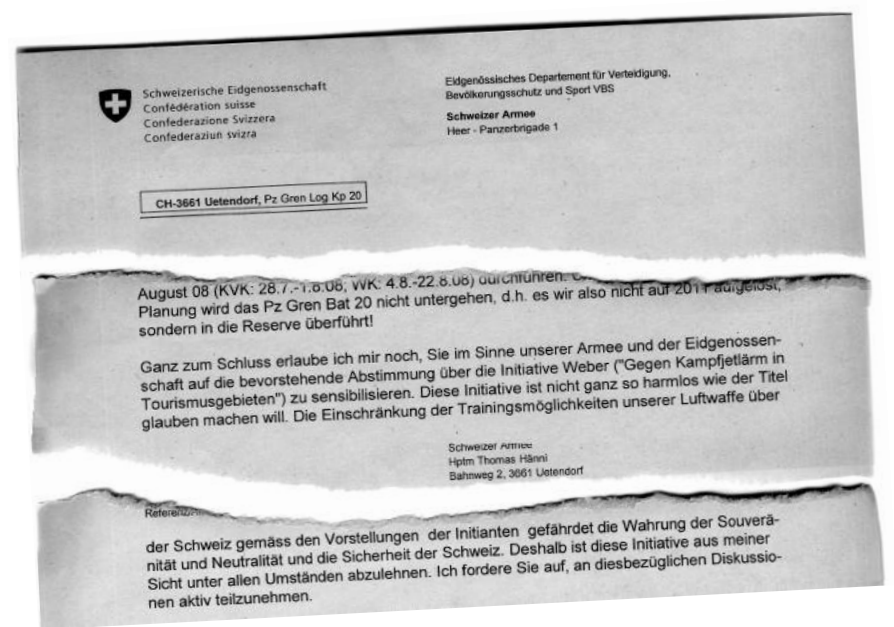 Schweizerische Eidgenossenschaft
Confédération suisse
Confederazione Svizzera
Confederaziun svizra
Eidgenössisches Departement für Verteidigung,
Bevölkerungsschutz und Sport VBS
Schweizer Armee
Heer - Panzerbrigade 1
CH-3661 Uetendorf, Pz Gren Log Kp 20
August 08 (KVK: 28.7.-1.8.08; WK: 4.8.-22.8.08) durchführen.
Planung wird das Pz Gren Bat 20 nicht untergehen, d.h. es wir also nicht auf 2011 aufgelöst,
sondern in die Reserve überführt!
Ganz zum Schluss erlaube ich mir noch, Sie im Sinne unserer Armee und der Eidgenossen-
schaft auf die bevorstehende Abstimmung über die Initiative Weber ("Gegen Kampfjetlärm in
Tourismusgebieten") zu sensibilisieren. Diese Initiative ist nicht ganz so harmlos wie der Titel
glauben machen will. Die Einschränkung der Trainingsmöglichkeiten unserer Luftwaffe über
Schweizer Armee
Hptm Thomas Hänni
Bahnweg 2, 3661 Uetendorf
der Schweiz gemäss den Vorstellungen der Initianten gefährdet die Wahrung der Souverä-
nität und Neutralität und die Sicherheit der Schweiz. Deshalb ist diese Initiative aus meiner
Sicht unter allen Umständen abzulehnen. Ich fordere Sie auf, an diesbezüglichen Diskussio-
nen aktiv teilzunehmen.